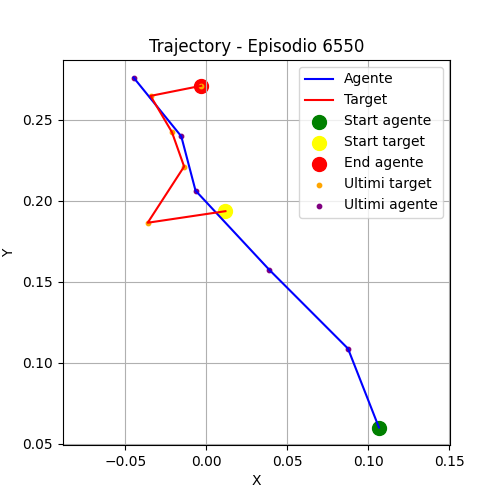 Trajectory - Episodio 6550
Agente
Target
Start agente
Start target
End agente
Ultimi target
Ultimi agente
0.25
0.20
0.15
0.10
0.05
Y
−0.05
0.00
0.05
0.10
0.15
X